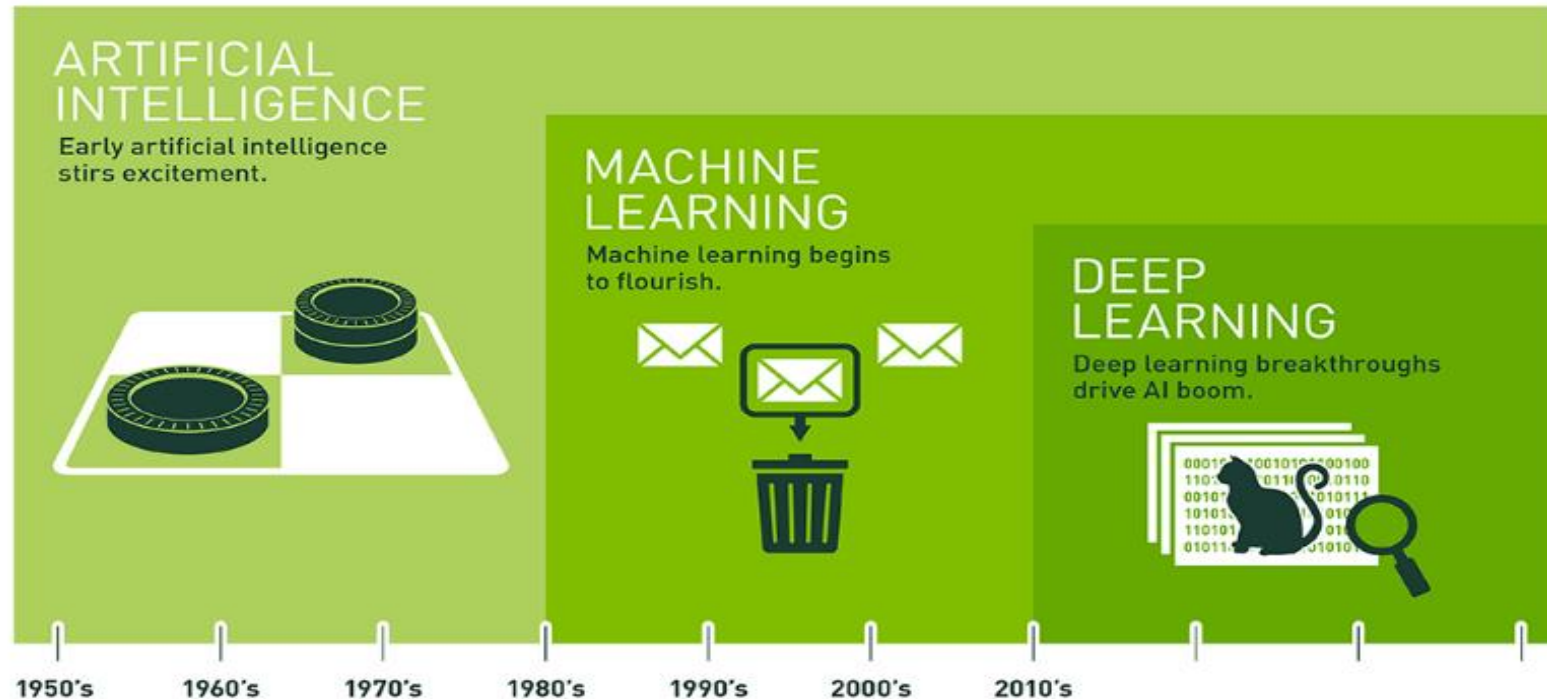 ARTIFICIAL
INTELLIGENCE
Early artificial intelligence
stirs excitement.
MACHINE
LEARNING
Machine learning begins
to flourish.
DEEP
LEARNING
Deep learning breakthroughs
drive AI boom.
1950's 1960's 1970's 1980's 1990's 2000's 2010's